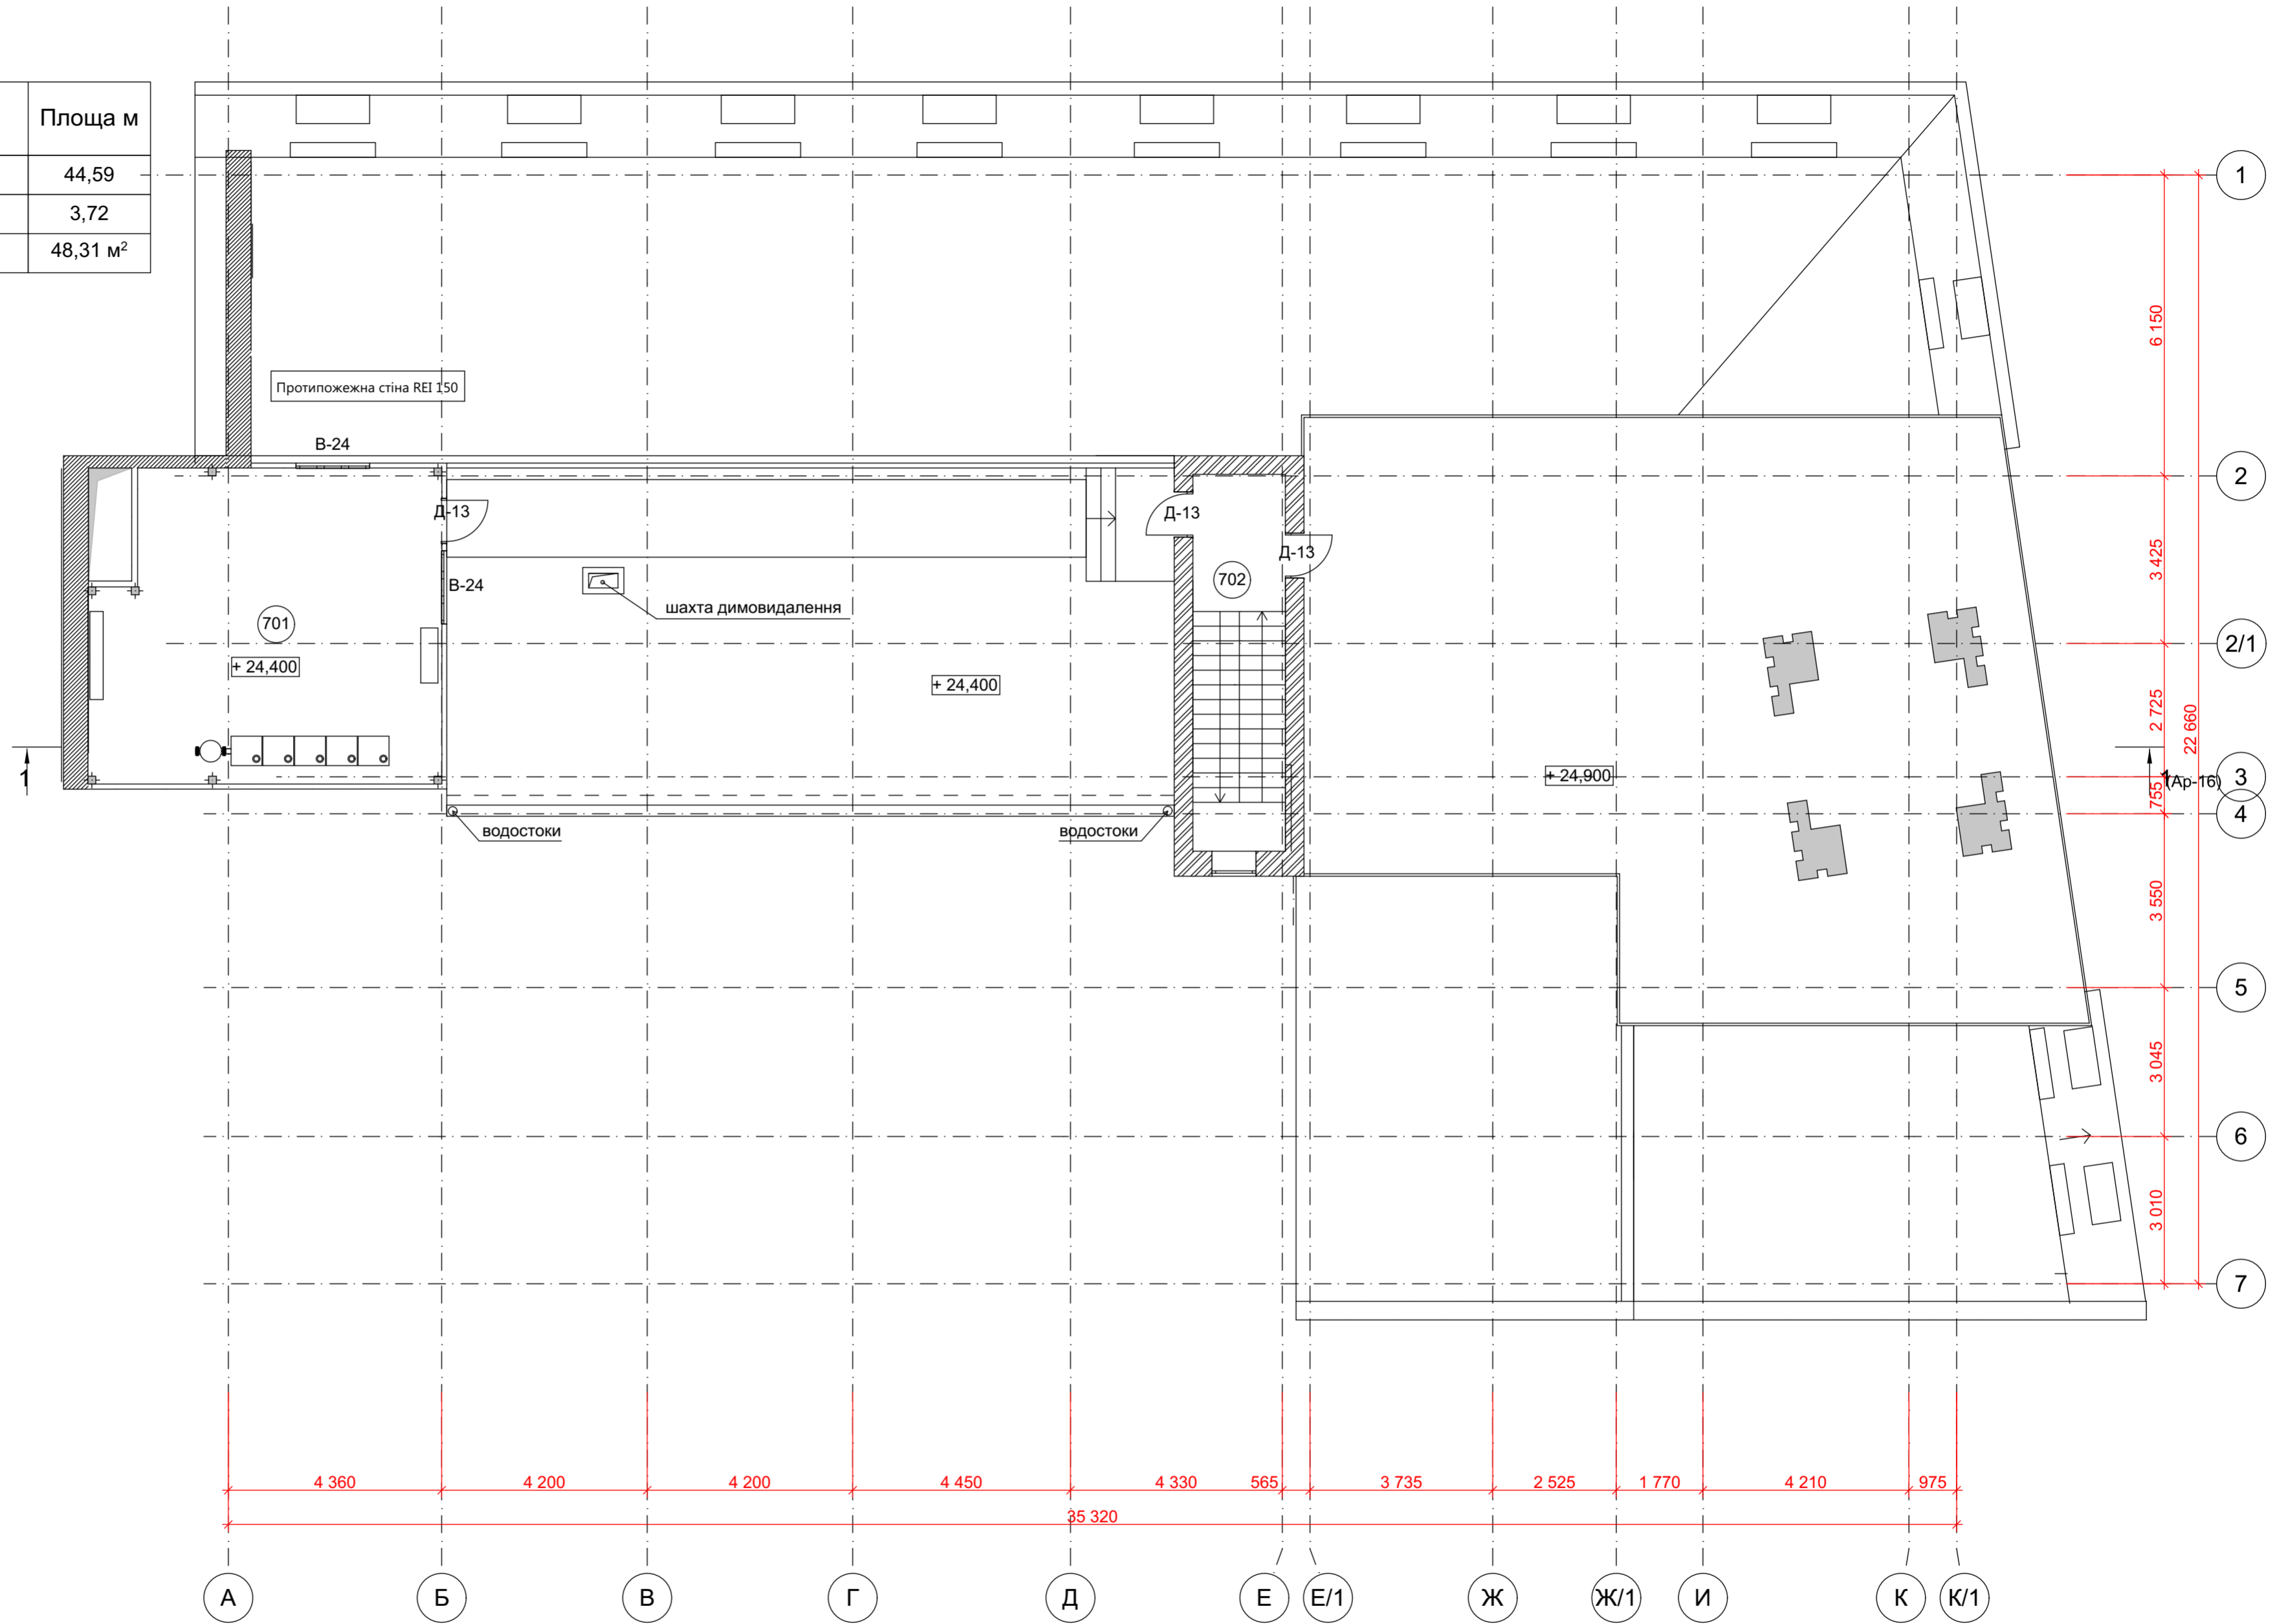 Площа м
44,59
3,72
48,31 м²
1
6 150
Протипожежна стіна REI 150
В-24
2
Д-13
Д-13
Д-13
3 425
702
В-24
шахта димовидалення
701
2/1
+ 24,400
+ 24,400
2 725
22 660
1
+ 24,900
1
(Ар-16)
3
755
4
водостоки
водостоки
3 550
5
3 045
6
3 010
7
4 360
4 200
4 200
4 450
4 330
565
3 735
2 525
1 770
4 210
975
35 320
А
Б
В
Г
Д
Е
Е/1
Ж
Ж/1
И
К
К/1